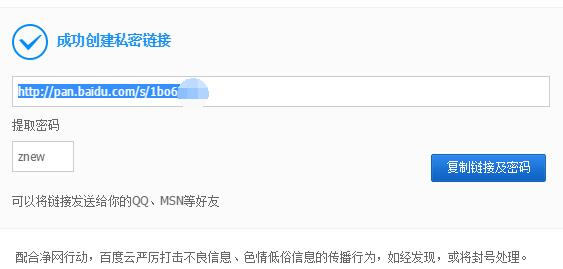 成功创建私密链接
http://pan.baidu.com/s/1bo6
提取密码
znew
复制链接及密码
可以将链接发送给你的QQ、MSN等好友
配合净网行动，百度云严厉打击不良信息、色情低俗信息的传播行为，如经发现，或将封号处理。